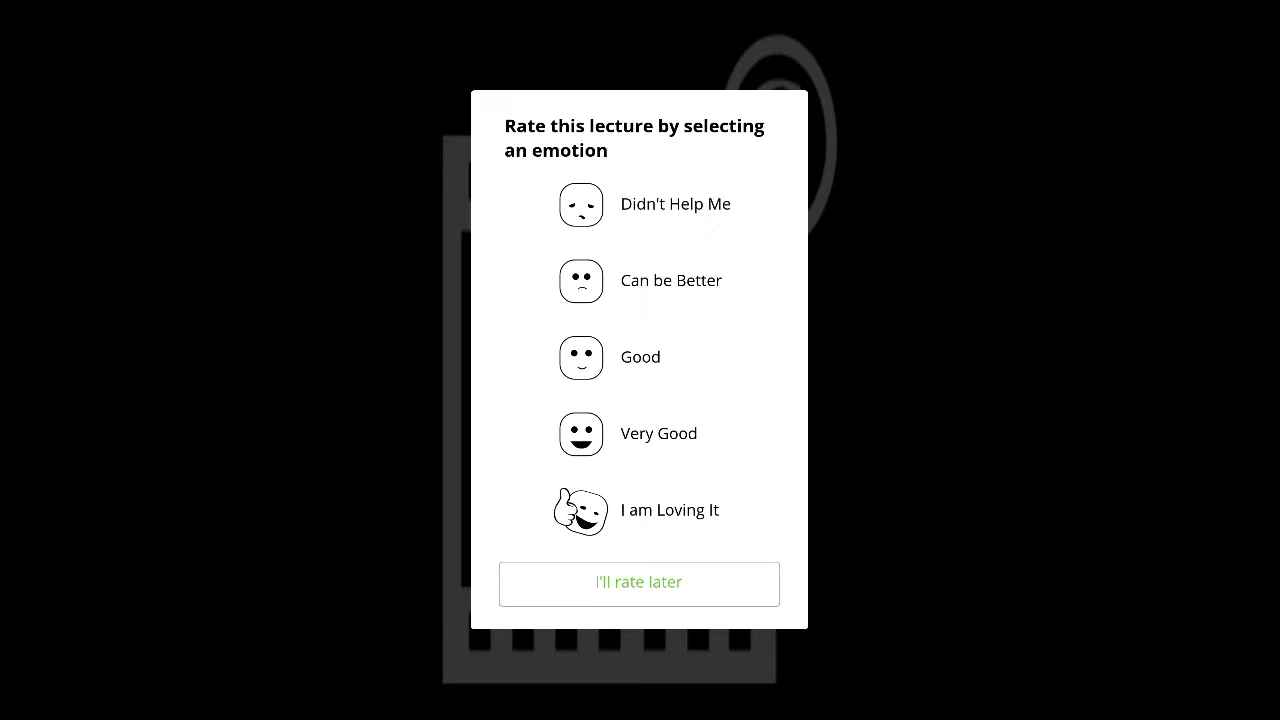 Rate this lecture by selecting
an emotion
Didn't Help Me
Can be Better
Good
Very Good
I am Loving It
I'll rate later